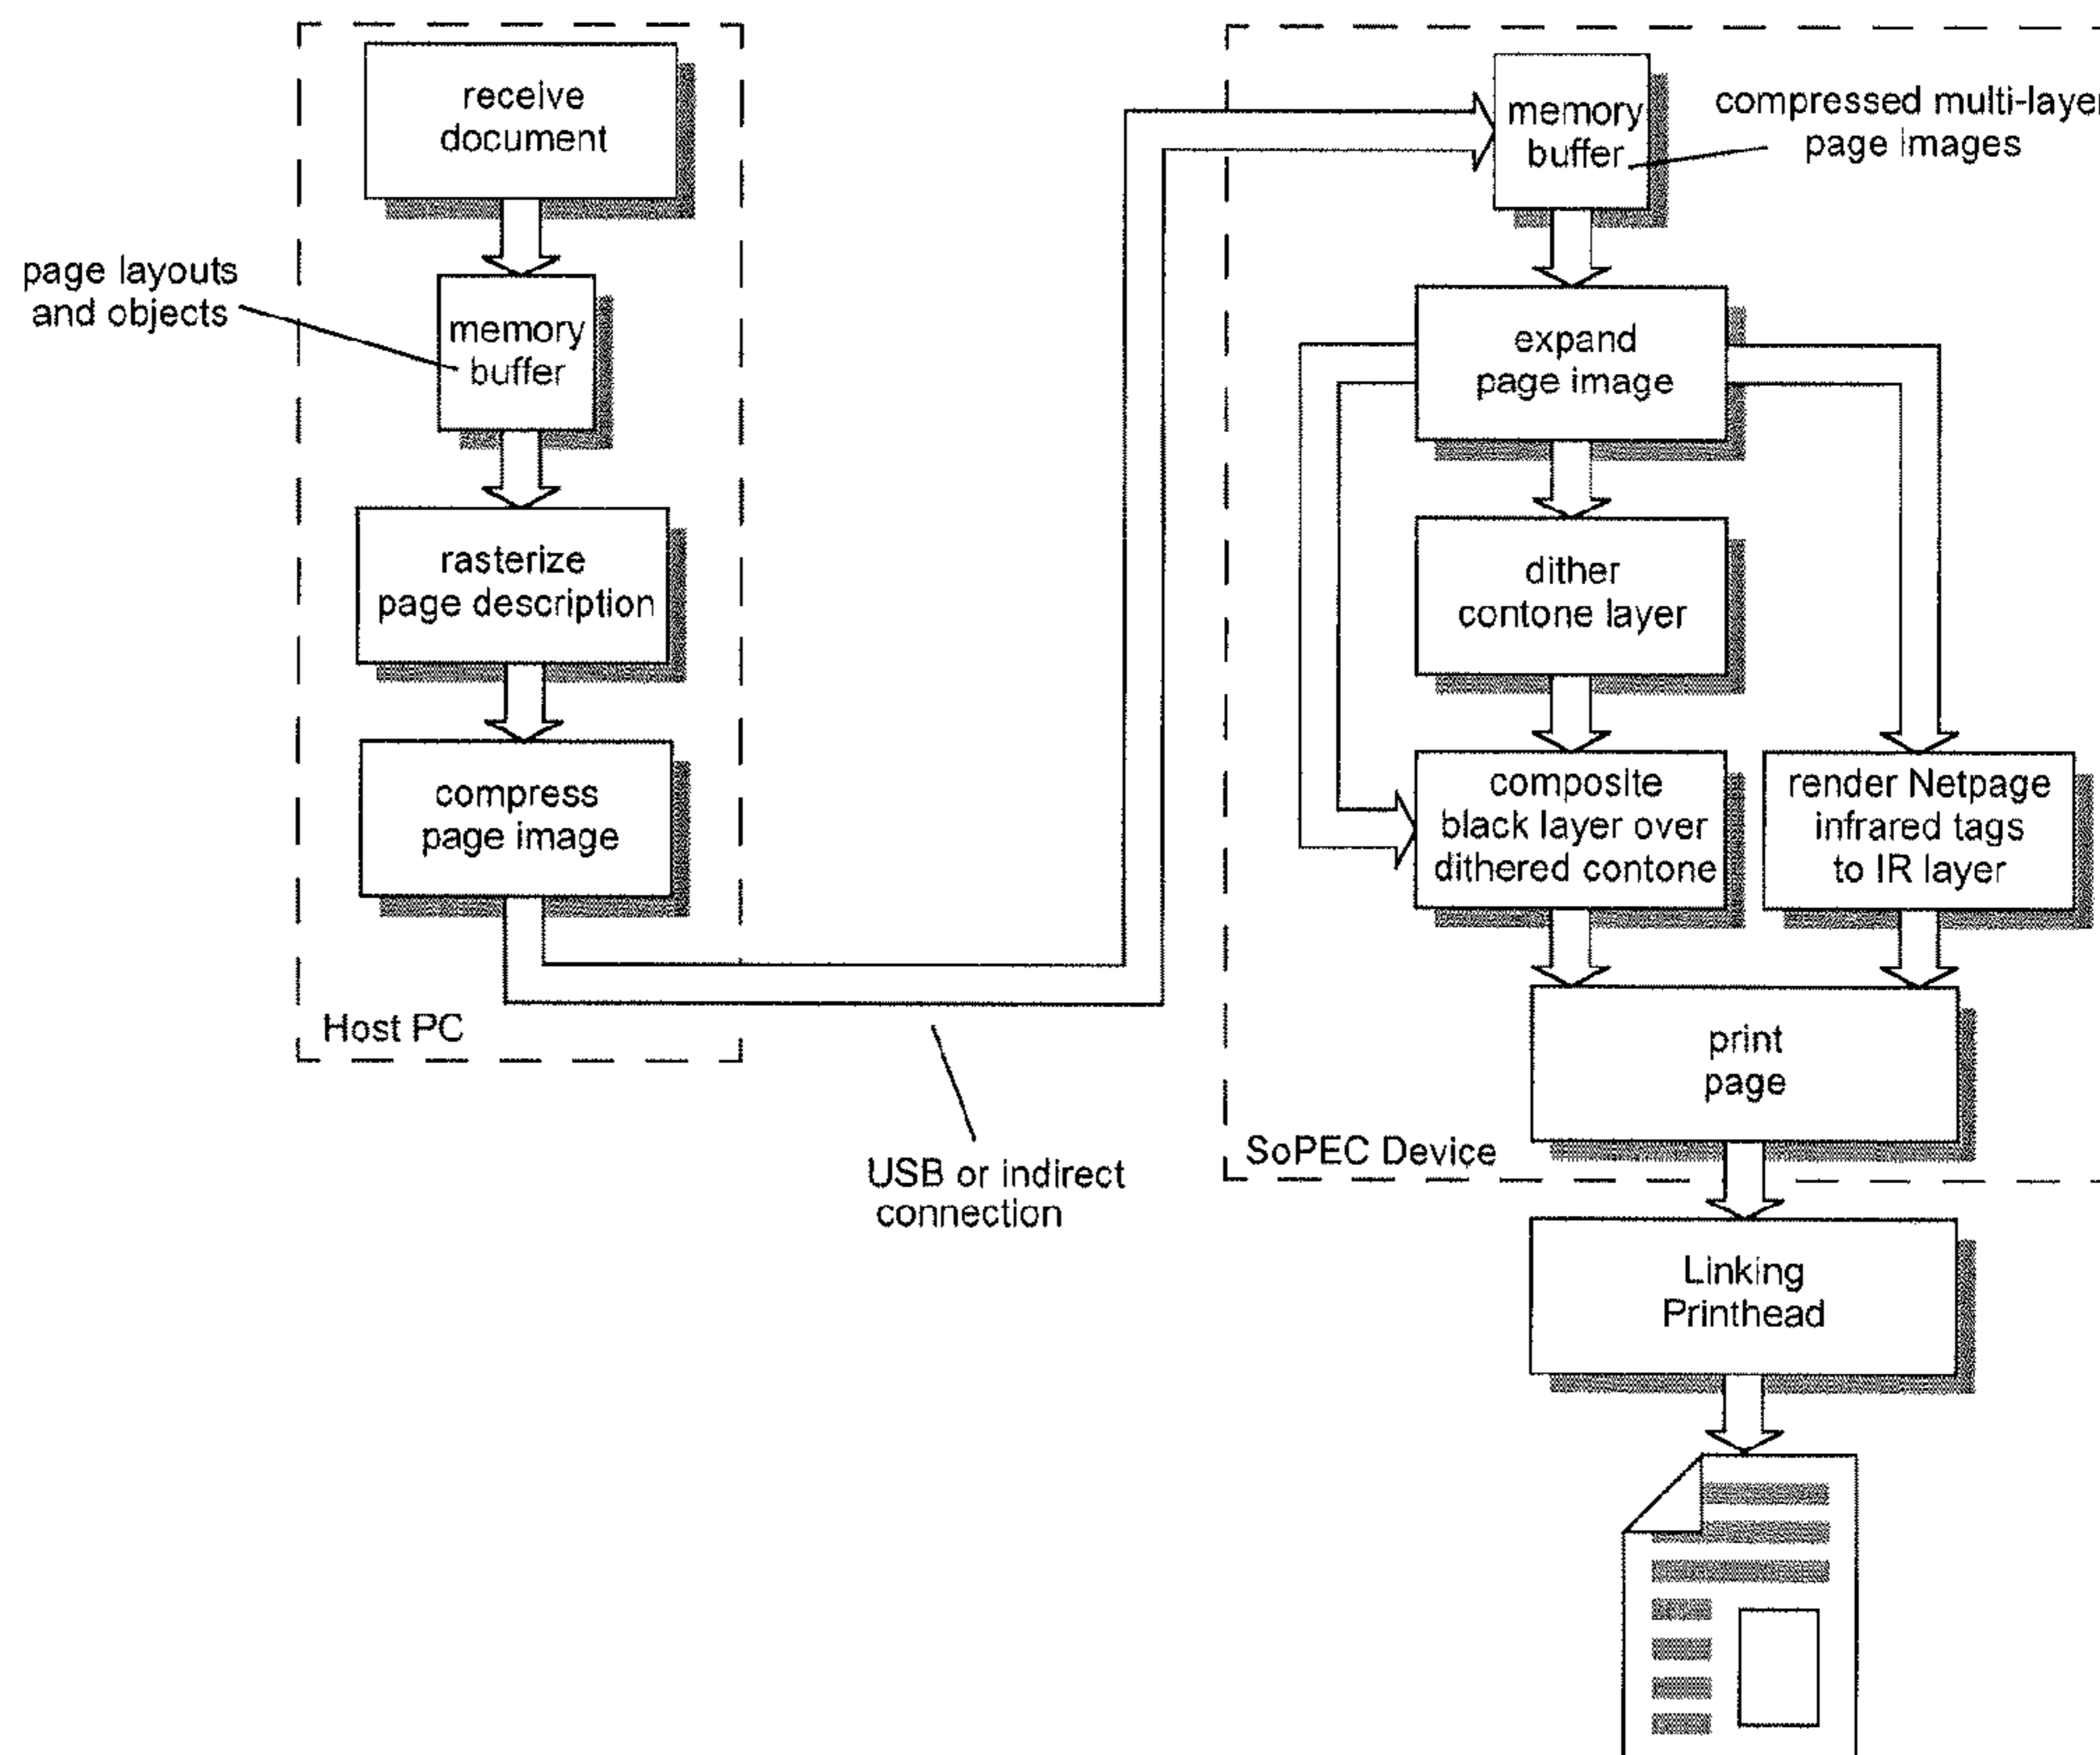 receive
document
page layouts
and objects
memory
buffer
rasterize
page description
compress
page image
Host PC
USB or indirect
connection
memory
buffer
compressed multi-layer
page images
expand
page image
dither
contone layer
composite
black layer over
dithered contone
render Netpage
infrared tags
to IR layer
print
page
SoPEC Device
Linking
Printhead